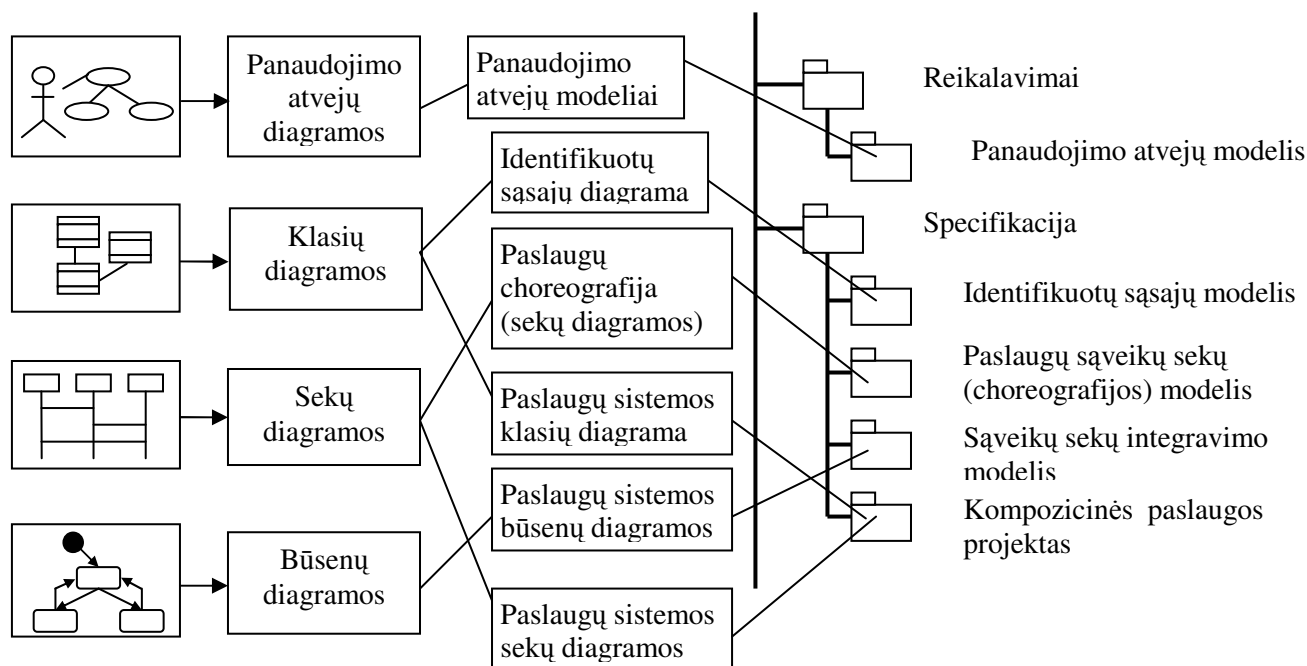 Panaudojimo
atvejų
diagramos
Panaudojimo
atvejų modeliai
Reikalavimai
Panaudojimo atvejų modelis
Identifikuotų
sąsajų diagrama
Klasių
diagramos
Specifikacija
Paslaugų
choreografija
(sekų diagramos)
Identifikuotų sąsajų modelis
Paslaugų sąveikų sekų
(choreografijos) modelis
Sekų
diagramos
Paslaugų sistemos
klasių diagrama
Sąveikų sekų integravimo
modelis
Paslaugų sistemos
būsenų diagramos
Kompozicinės paslaugos
projektas
Būsenų
diagramos
Paslaugų sistemos
sekų diagramos